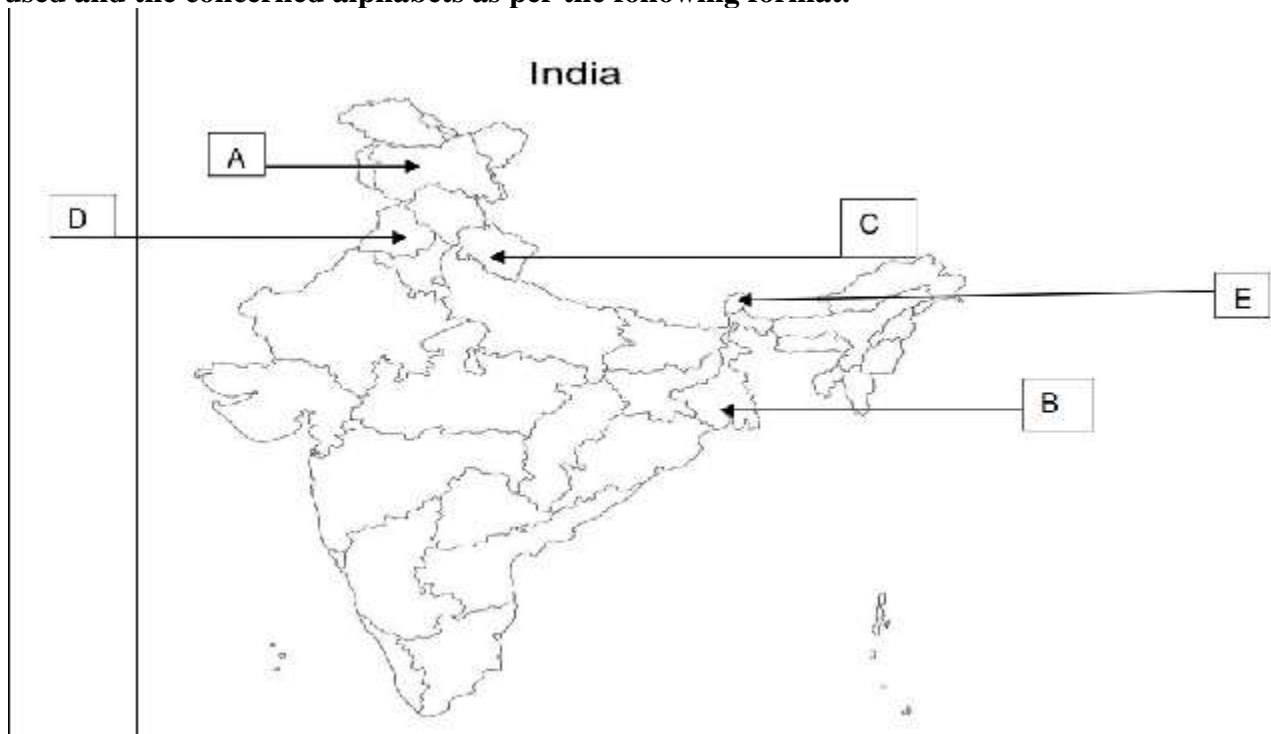 used and the concerned alphabets as per the following format.
India
A
D
C
E
B